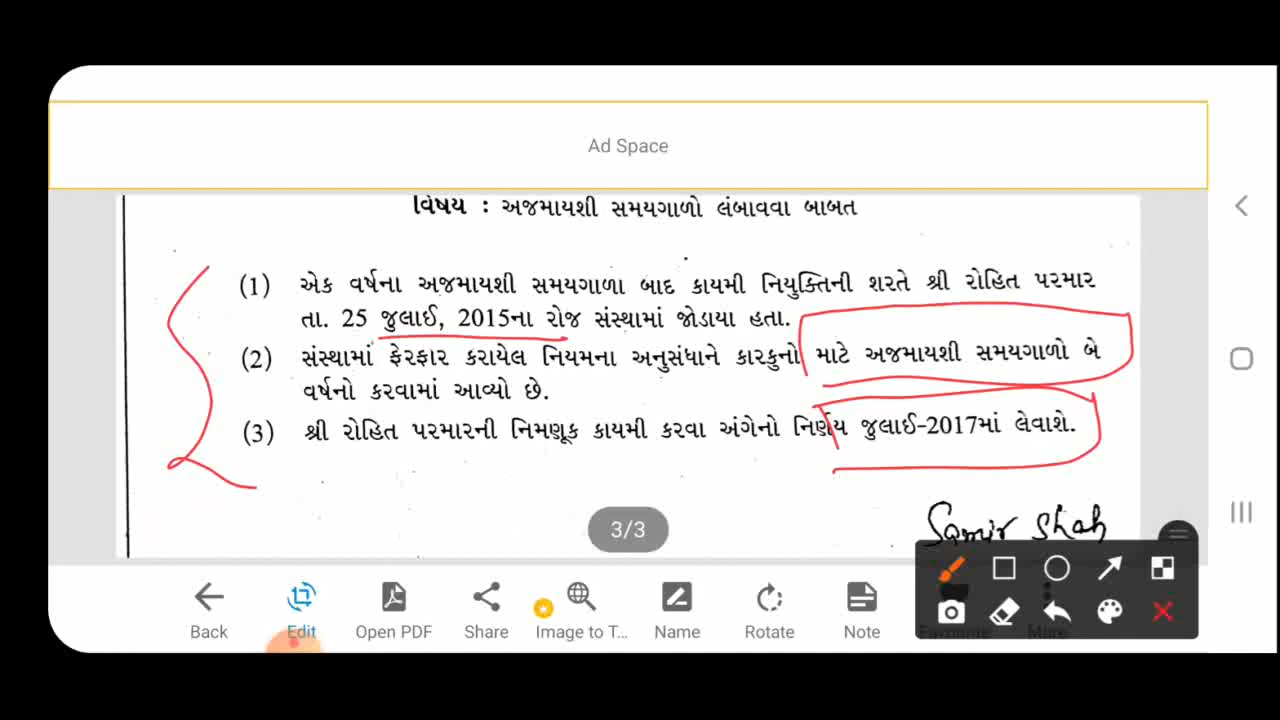 Ad Space
વિષય : અજમાયશી સમયગાળો લંબાવવા બાબત
(1) એક વર્ષના અજમાયશી સમયગાળા બાદ કાયમી નિયુક્તિની શરતે શ્રી રોહિત પરમાર
તા. 25 જુલાઈ, 2015ના રોજ સંસ્થામાં જોડાયા હતા.
(2) સંસ્થામાં ફેરફાર કરાયેલ નિયમના અનુસંધાને કારકુનો માટે અજમાયશી સમયગાળો બે
વર્ષનો કરવામાં આવ્યો છે.
(3) શ્રી રોહિત પરમારની નિમણૂક કાયમી કરવા અંગેનો નિર્ણય જુલાઈ-2017માં લેવાશે.
Samir Shah
3/3
Back Edit Open PDF Share Image to T... Name Rotate Note Favourite More